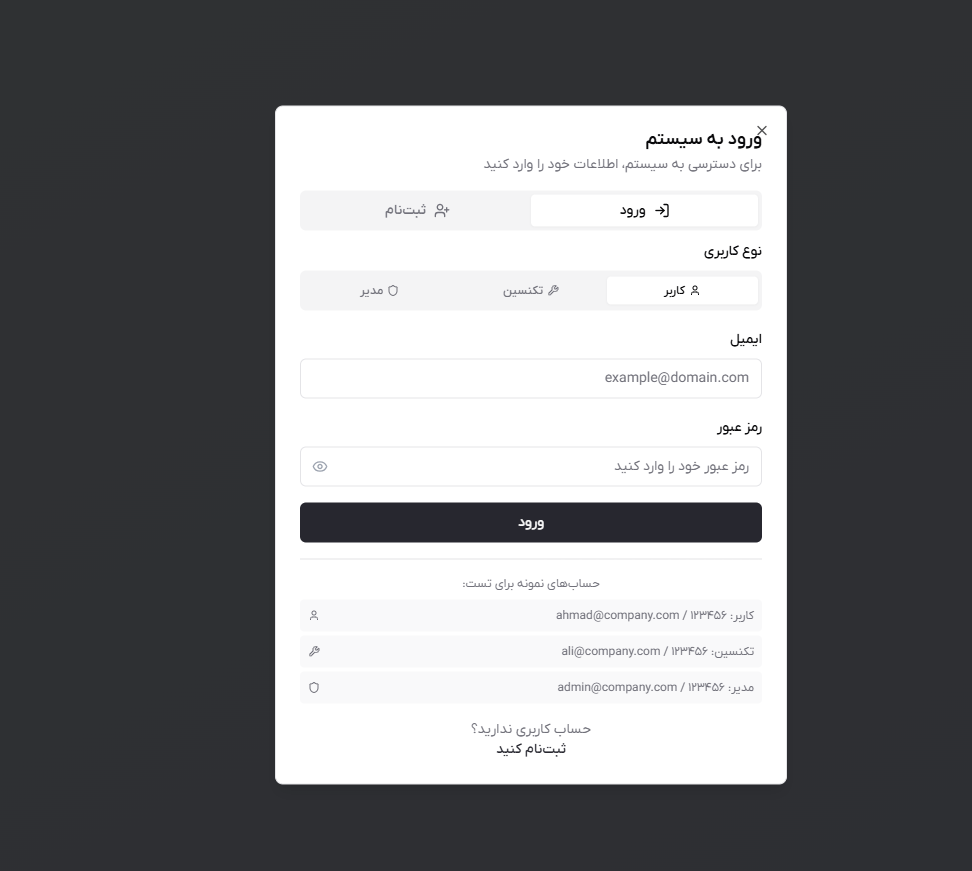 ورود به سیستم
برای دسترسی به سیستم، اطلاعات خود را وارد کنید
ورود
ثبت‌نام
نوع کاربری
کاربر
تکنسین
مدیر
ایمیل
example@domain.com
رمز عبور
رمز عبور خود را وارد کنید
ورود
حساب‌های نمونه برای تست:
کاربر: ahmad@company.com / ۱۲۳۴۵۶
تکنسین: ali@company.com / ۱۲۳۴۵۶
مدیر: admin@company.com / ۱۲۳۴۵۶
حساب کاربری ندارید؟
ثبت‌نام کنید